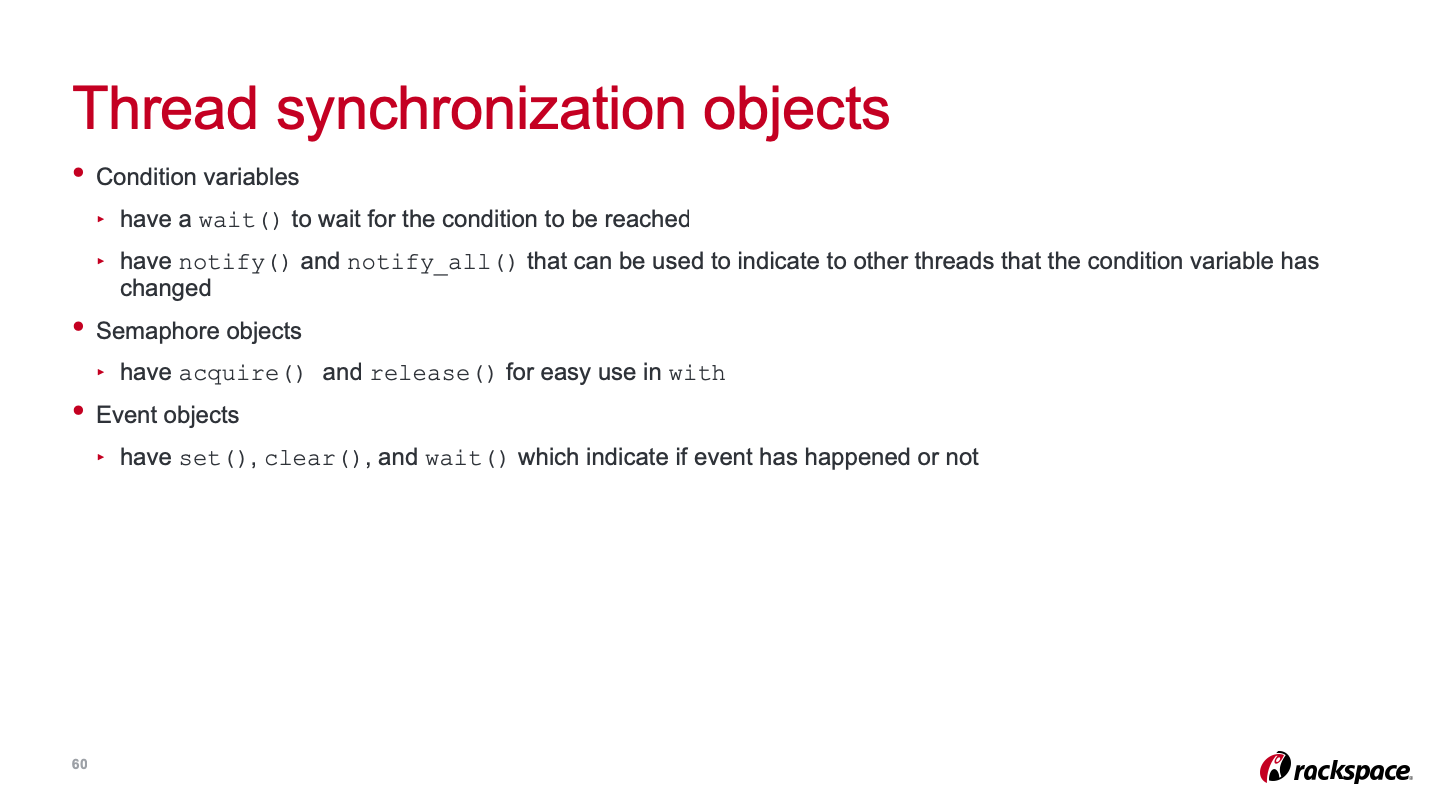 Thread synchronization objects
• Condition variables
‣ have a wait() to wait for the condition to be reached
‣ have notify() and notify_all() that can be used to indicate to other threads that the condition variable has
changed
• Semaphore objects
‣ have acquire() and release() for easy use in with
• Event objects
‣ have set(), clear(), and wait() which indicate if event has happened or not
60
rackspace.